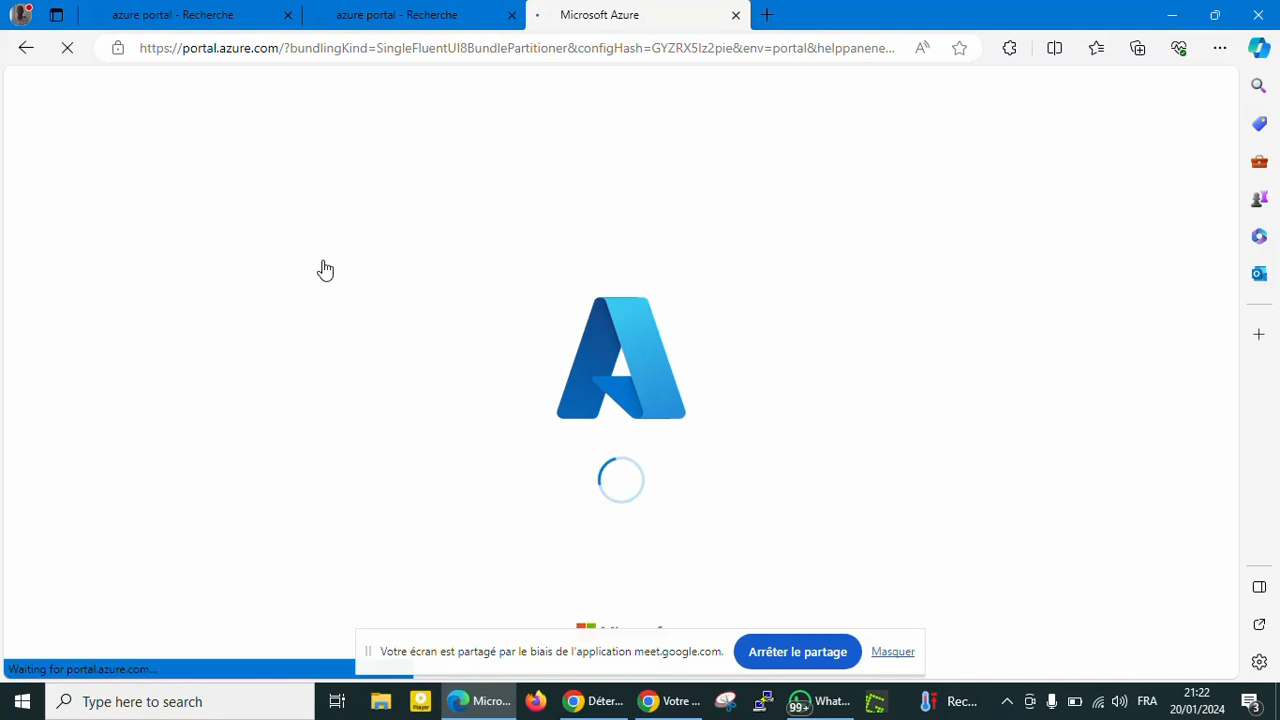 azure portal - Recherche
azure portal - Recherche
Microsoft Azure
https://portal.azure.com/?bundlingKind=SingleFluentUI8BundlePartitioner&configHash=GYZRX5Iz2pie&env=portal&helppanene...
Votre écran est partagé par le biais de l'application meet.google.com.
Arrêter le partage
Masquer
Waiting for portal.azure.com...
Type here to search
Micro...
Player
Déter...
Votre ...
99+
What...
Rec...
FRA
21:22
20/01/2024
3